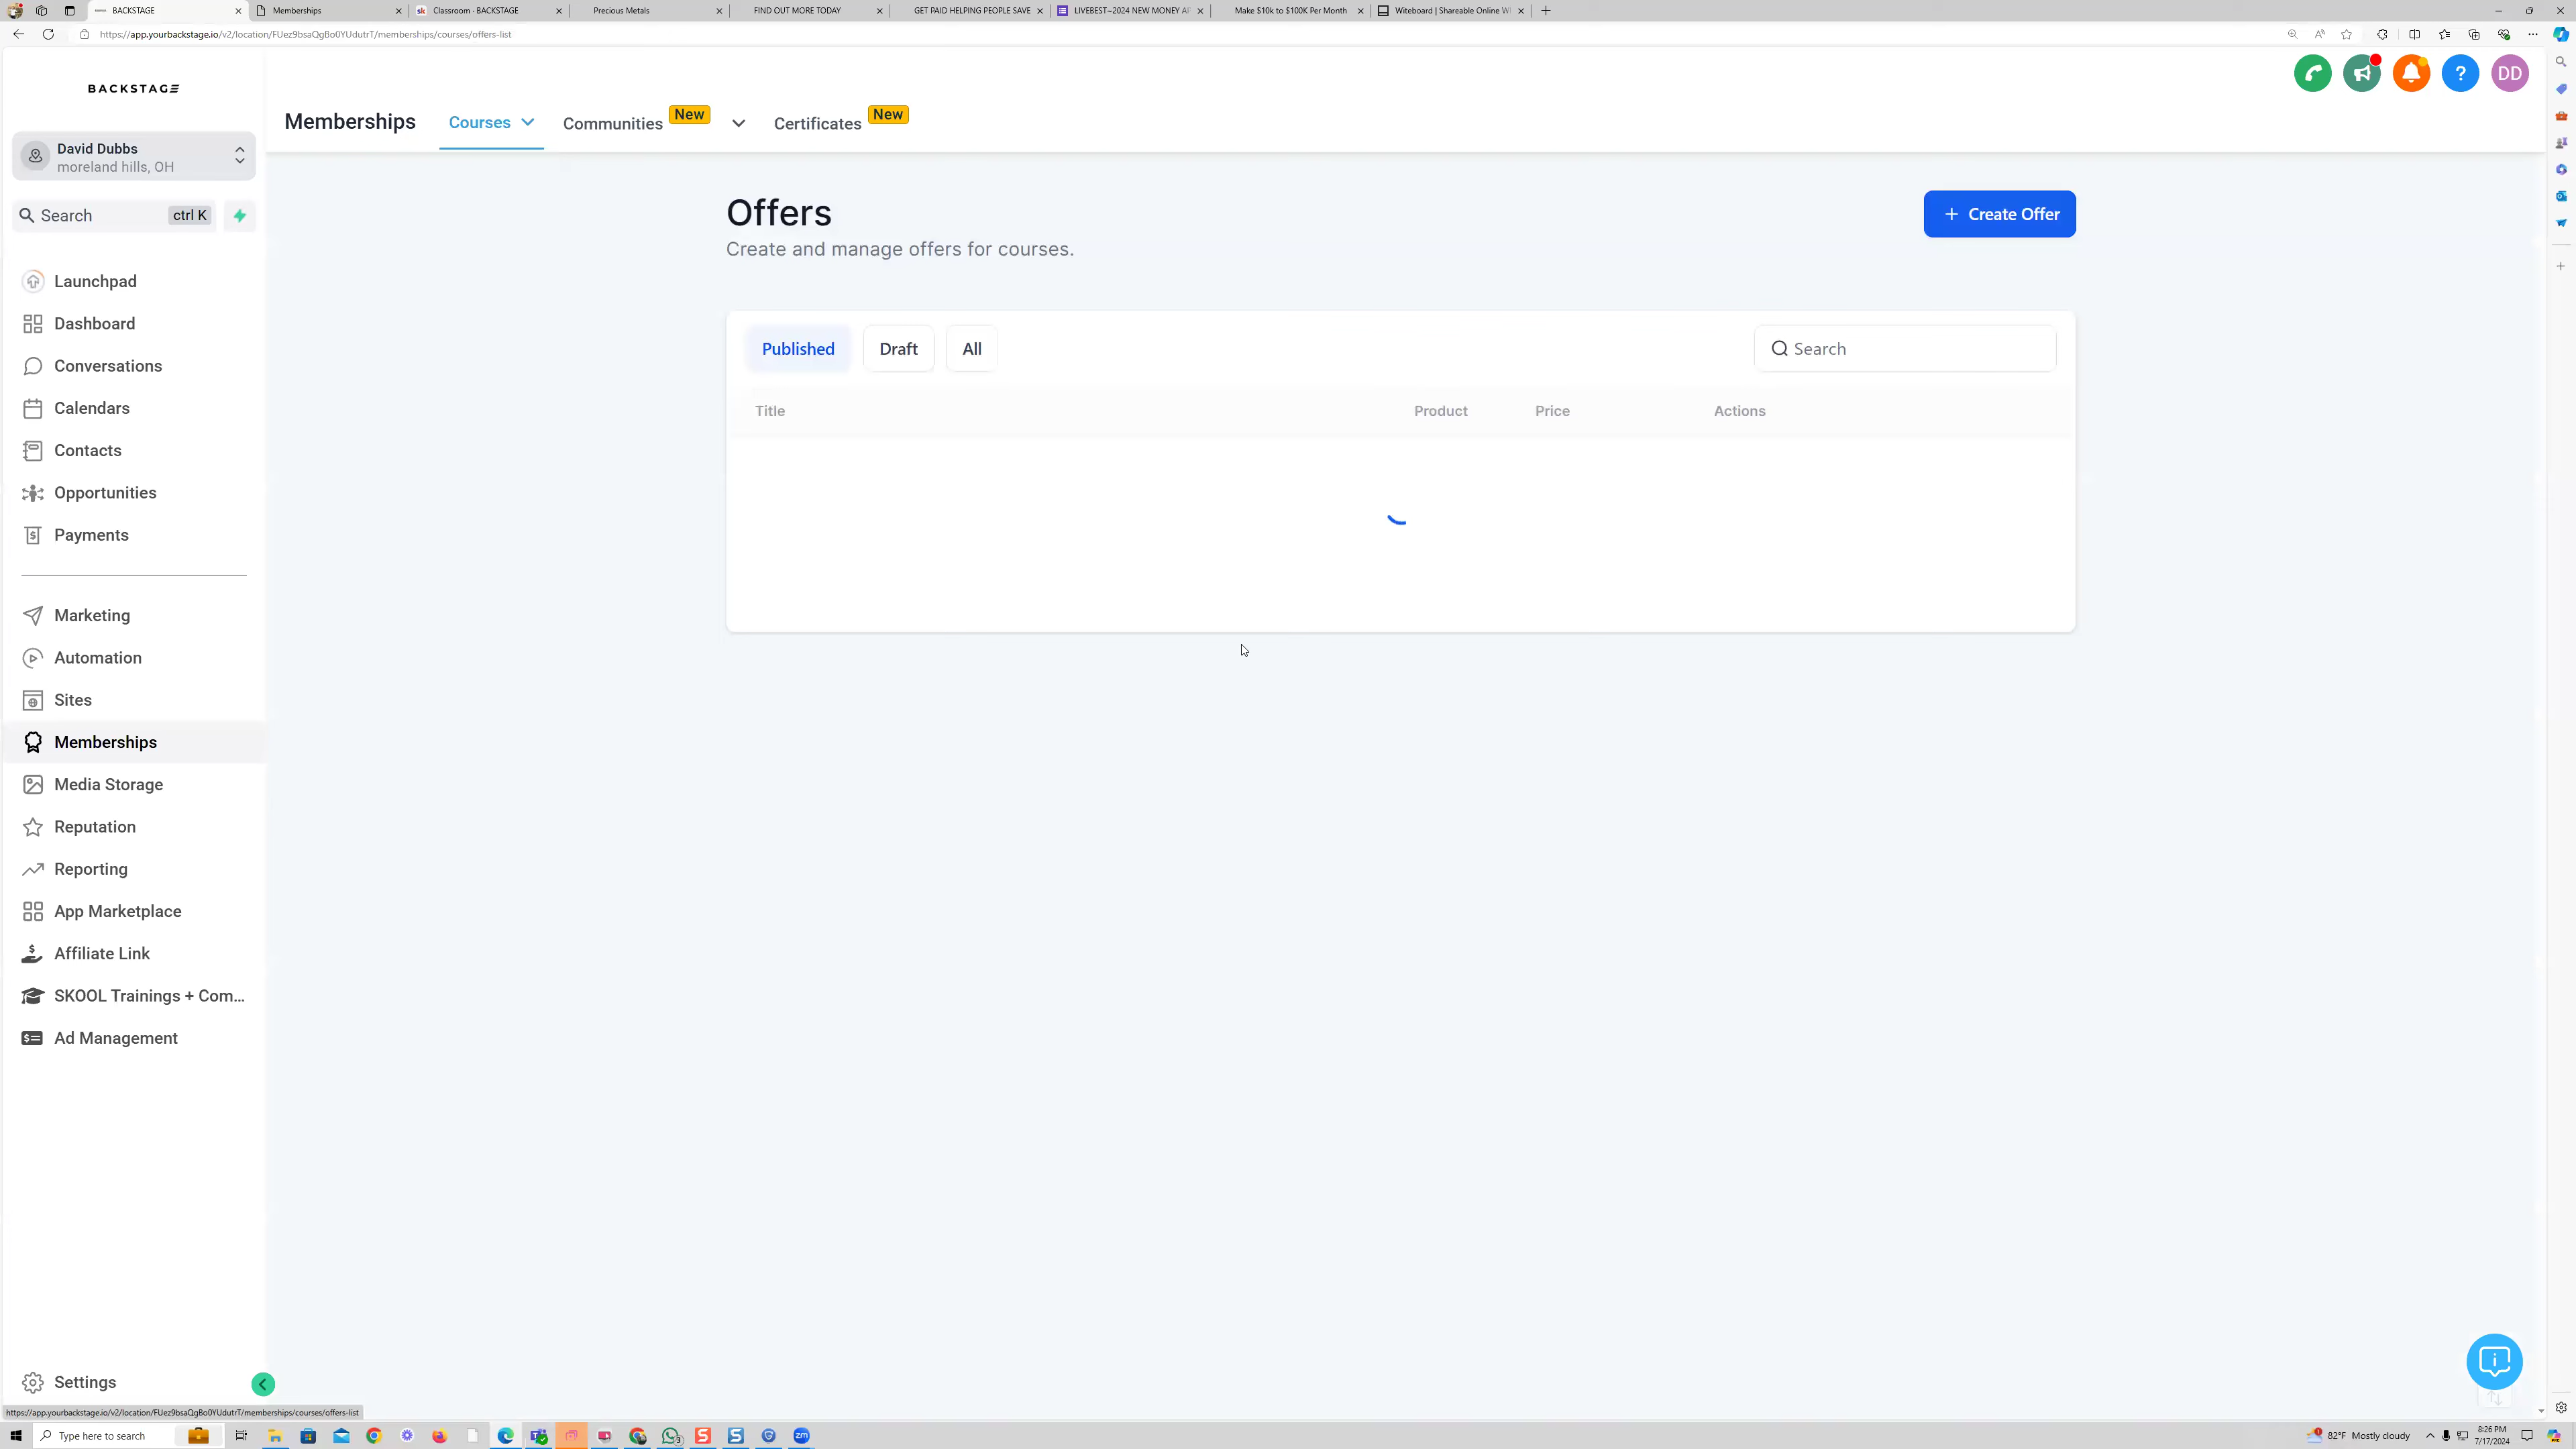 BACKSTAGE
Memberships
Classroom - BACKSTAGE
Precious Metals
FIND OUT MORE TODAY
GET PAID HELPING PEOPLE SAVE
LIVEBEST~2024 NEW MONEY
Make $10k to $100K Per Month
Witeboard | Shareable Online
https://app.yourbackstage.io/v2/location/FUez9bsaQgBo0YUdutrT/memberships/courses/offers-list
BACKSTAGE
DD
Memberships
Courses
Communities
New
Certificates
New
David Dubbs
moreland hills, OH
Search
ctrl K
Offers
Create and manage offers for courses.
+ Create Offer
Launchpad
Dashboard
Conversations
Calendars
Contacts
Opportunities
Payments
Published
Draft
All
Search
Title
Product
Price
Actions
Marketing
Automation
Sites
Memberships
Media Storage
Reputation
Reporting
App Marketplace
Affiliate Link
SKOOL Trainings + Com...
Ad Management
Settings
https://app.yourbackstage.io/v2/location/FUez9bsaQgBo0YUdutrT/memberships/courses/offers-list
Type here to search
zm
82°F Mostly cloudy
8:26 PM
7/17/2024